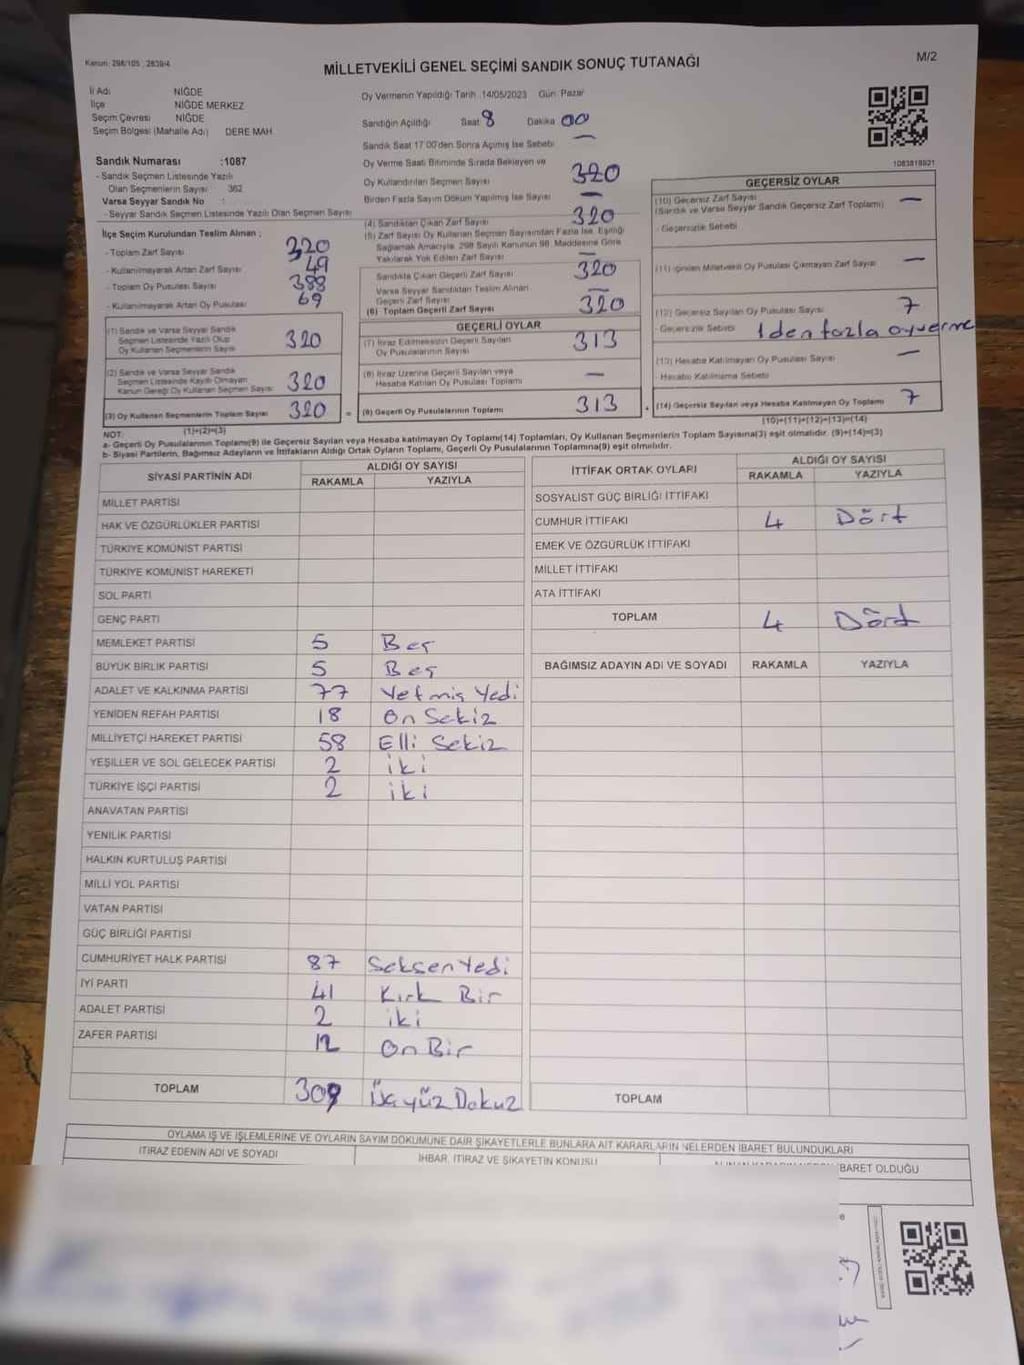 Kanun: 298/105 ; 2839/4
M/2
MİLLETVEKİLİ GENEL SEÇİMİ SANDIK SONUÇ TUTANAĞI
İl Adı NİĞDE
İlçe NİĞDE MERKEZ
Seçim Çevresi NİĞDE
Seçim Bölgesi (Mahalle Adı) DERE MAH
Sandık Numarası :1087
- Sandık Seçmen Listesinde Yazılı
Olan Seçmenlerin Sayısı 362
Varsa Seyyar Sandık No :
- Seyyar Sandık Seçmen Listesinde Yazılı Olan Seçmen Sayısı
İlçe Seçim Kurulundan Teslim Alınan ;
- Toplam Zarf Sayısı 320
- Kullanılmayarak Artan Zarf Sayısı 49
- Toplam Oy Pusulası Sayısı 388
- Kullanılmayarak Artan Oy Pusulası 69
(1) Sandık ve Varsa Seyyar Sandık
Seçmen Listesinde Yazılı Olup
Oy Kullanan Seçmenlerin Sayısı 320
(2) Sandık ve Varsa Seyyar Sandık
Seçmen Listesinde Kayıtlı Olmayan
Kanun Gereği Oy Kullanan Seçmen Sayısı 320
(3) Oy Kullanan Seçmenlerin Toplam Sayısı 320 =
(1)+(2)=(3)
Oy Vermenin Yapıldığı Tarih :14/05/2023 Gün: Pazar
Sandığın Açıldığı Saat 8 Dakika 00
Sandık Saat 17:00'den Sonra Açılmış İse Sebebi —
Oy Verme Saati Bitiminde Sırada Bekleyen ve
Oy Kullandırılan Seçmen Sayısı 320
Birden Fazla Sayım Döküm Yapılmış İse Sayısı —
(4) Sandıktan Çıkan Zarf Sayısı 320
(5) Zarf Sayısı Oy Kullanan Seçmen Sayısından Fazla İse, Eşitliği
Sağlamak Amacıyla, 298 Sayılı Kanunun 98. Maddesine Göre
Yakılarak Yok Edilen Zarf Sayısı —
Sandıkta Çıkan Geçerli Zarf Sayısı 320
Varsa Seyyar Sandıktan Teslim Alınan
Geçerli Zarf Sayısı —
(6) Toplam Geçerli Zarf Sayısı 320
GEÇERLİ OYLAR
(7) İtiraz Edilmeksizin Geçerli Sayılan
Oy Pusulalarının Sayısı 313
(8) İtiraz Üzerine Geçerli Sayılan veya
Hesaba Katılan Oy Pusulası Toplamı —
(9) Geçerli Oy Pusulalarının Toplamı 313 +
1083818921
GEÇERSİZ OYLAR
(10) Geçersiz Zarf Sayısı —
(Sandık ve Varsa Seyyar Sandık Geçersiz Zarf Toplamı)
- Geçersizlik Sebebi
(11) İçinden Milletvekili Oy Pusulası Çıkmayan Zarf Sayısı —
(12) Geçersiz Sayılan Oy Pusulası Sayısı 7
- Geçersizlik Sebebi 1 den fazla oyverme
(13) Hesaba Katılmayan Oy Pusulası Sayısı —
- Hesaba Katılmama Sebebi
(14) Geçersiz Sayılan veya Hesaba Katılmayan Oy Toplamı 7
(10)+(11)+(12)+(13)=(14)
NOT:
a- Geçerli Oy Pusulalarının Toplamı(9) ile Geçersiz Sayılan veya Hesaba katılmayan Oy Toplamı(14) Toplamları, Oy Kullanan Seçmenlerin Toplam Sayısına(3) eşit olmalıdır. (9)+(14)=(3)
b- Siyasi Partilerin, Bağımsız Adayların ve İttifakların Aldığı Ortak Oyların Toplamı, Geçerli Oy Pusulalarının Toplamına(9) eşit olmalıdır.
SİYASİ PARTİNİN ADI ALDIĞI OY SAYISI
RAKAMLA YAZIYLA
MİLLET PARTİSİ
HAK VE ÖZGÜRLÜKLER PARTİSİ
TÜRKİYE KOMÜNİST PARTİSİ
TÜRKİYE KOMÜNİST HAREKETİ
SOL PARTİ
GENÇ PARTİ
MEMLEKET PARTİSİ 5 Beş
BÜYÜK BİRLİK PARTİSİ 5 Beş
ADALET VE KALKINMA PARTİSİ 77 Yetmiş Yedi
YENİDEN REFAH PARTİSİ 18 On Sekiz
MİLLİYETÇİ HAREKET PARTİSİ 58 Elli Sekiz
YEŞİLLER VE SOL GELECEK PARTİSİ 2 iki
TÜRKİYE İŞÇİ PARTİSİ 2 iki
ANAVATAN PARTİSİ
YENİLİK PARTİSİ
HALKIN KURTULUŞ PARTİSİ
MİLLİ YOL PARTİSİ
VATAN PARTİSİ
GÜÇ BİRLİĞİ PARTİSİ
CUMHURİYET HALK PARTİSİ 87 Seksen Yedi
İYİ PARTİ 41 Kırk Bir
ADALET PARTİSİ 2 iki
ZAFER PARTİSİ 12 On Bir
TOPLAM 309 Üçyüz Dokuz
İTTİFAK ORTAK OYLARI ALDIĞI OY SAYISI
RAKAMLA YAZIYLA
SOSYALİST GÜÇ BİRLİĞİ İTTİFAKI
CUMHUR İTTİFAKI 4 Dört
EMEK VE ÖZGÜRLÜK İTTİFAKI
MİLLET İTTİFAKI
ATA İTTİFAKI
TOPLAM 4 Dört
BAĞIMSIZ ADAYIN ADI VE SOYADI RAKAMLA YAZIYLA
TOPLAM
OYLAMA İŞ VE İŞLEMLERİNE VE OYLARIN SAYIM DÖKÜMÜNE DAİR ŞİKAYETLERLE BUNLARA AİT KARARLARIN NELERDEN İBARET BULUNDUKLARI
İTİRAZ EDENİN ADI VE SOYADI İHBAR, İTİRAZ VE ŞİKAYETİN KONUSU İBARET OLDUĞU